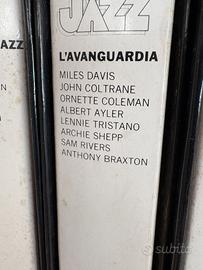 JAZZ
L'AVANGUARDIA
MILES DAVIS
JOHN COLTRANE
ORNETTE COLEMAN
ALBERT AYLER
LENNIE TRISTANO
ARCHIE SHEPP
SAM RIVERS
ANTHONY BRAXTON
AZZ
N
subito